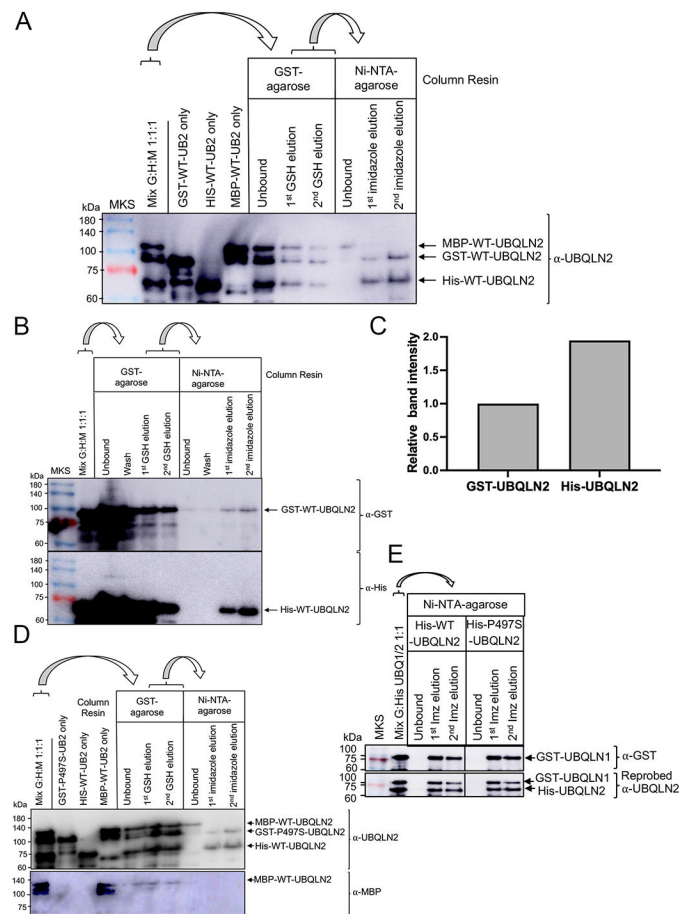 A
GST-
agarose
Ni-NTA-
agarose
Column Resin
Mix G:H:M 1:1:1
GST-WT-UB2 only
HIS-WT-UB2 only
MBP-WT-UB2 only
Unbound
1st GSH elution
2nd GSH elution
Unbound
1st imidazole elution
2nd imidazole elution
kDa
MKS
180
140
100
75
60
MBP-WT-UBQLN2
GST-WT-UBQLN2
His-WT-UBQLN2
α-UBQLN2
B
GST-
agarose
Ni-NTA-
agarose
Column Resin
Mix G:H:M 1:1:1
Unbound
Wash
1st GSH elution
2nd GSH elution
Unbound
Wash
1st imidazole elution
2nd imidazole elution
kDa
MKS
180
140
100
75
60
GST-WT-UBQLN2
α-GST
180
140
100
75
60
His-WT-UBQLN2
α-His
C
Relative band intensity
2.0
1.5
1.0
0.5
0.0
GST-UBQLN2
His-UBQLN2
D
Column
Resin
GST-
agarose
Ni-NTA-
agarose
Mix G:H:M 1:1:1
GST-P497S-UB2 only
HIS-WT-UB2 only
MBP-WT-UB2 only
Unbound
1st GSH elution
2nd GSH elution
Unbound
1st imidazole elution
2nd imidazole elution
kDa
180
140
100
75
60
MBP-WT-UBQLN2
GST-P497S-UBQLN2
His-WT-UBQLN2
α-UBQLN2
140
100
MBP-WT-UBQLN2
α-MBP
E
Ni-NTA-agarose
His-WT
-UBQLN2
His-P497S
-UBQLN2
MKS
Mix G:His UBQ1/2 1:1
Unbound
1st Imz elution
2nd Imz elution
Unbound
1st Imz elution
2nd Imz elution
kDa
100
75
60
GST-UBQLN1
α-GST
100
75
60
GST-UBQLN1
His-UBQLN2
Reprobed
α-UBQLN2